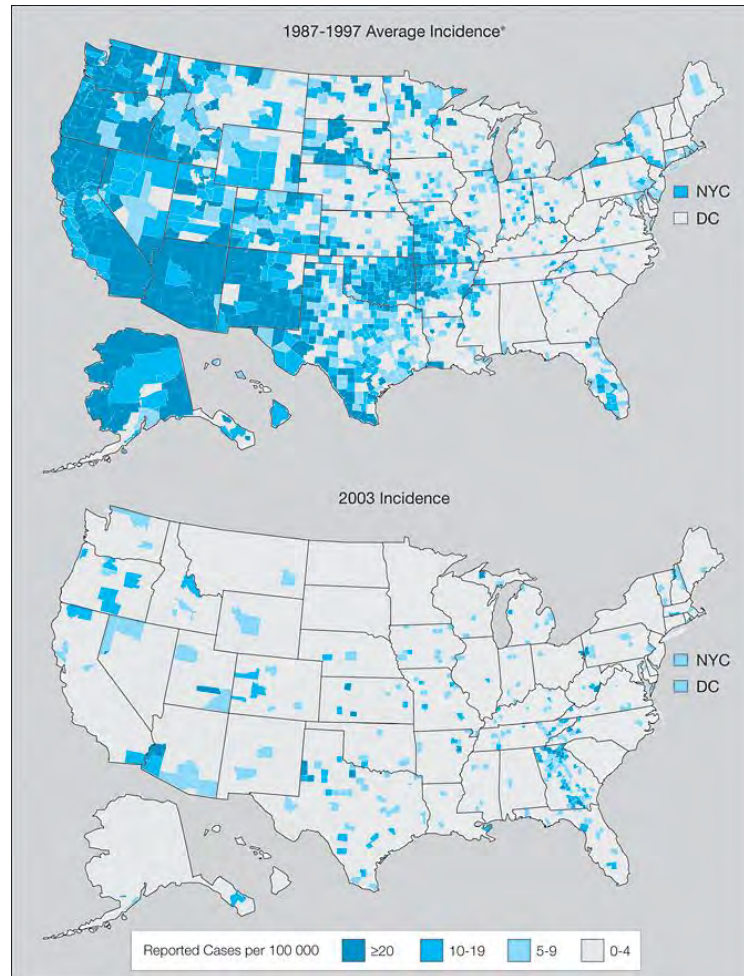 1987-1997 Average Incidence*
NYC
DC
2003 Incidence
NYC
DC
Reported Cases per 100 000 ≥20 10-19 5-9 0-4